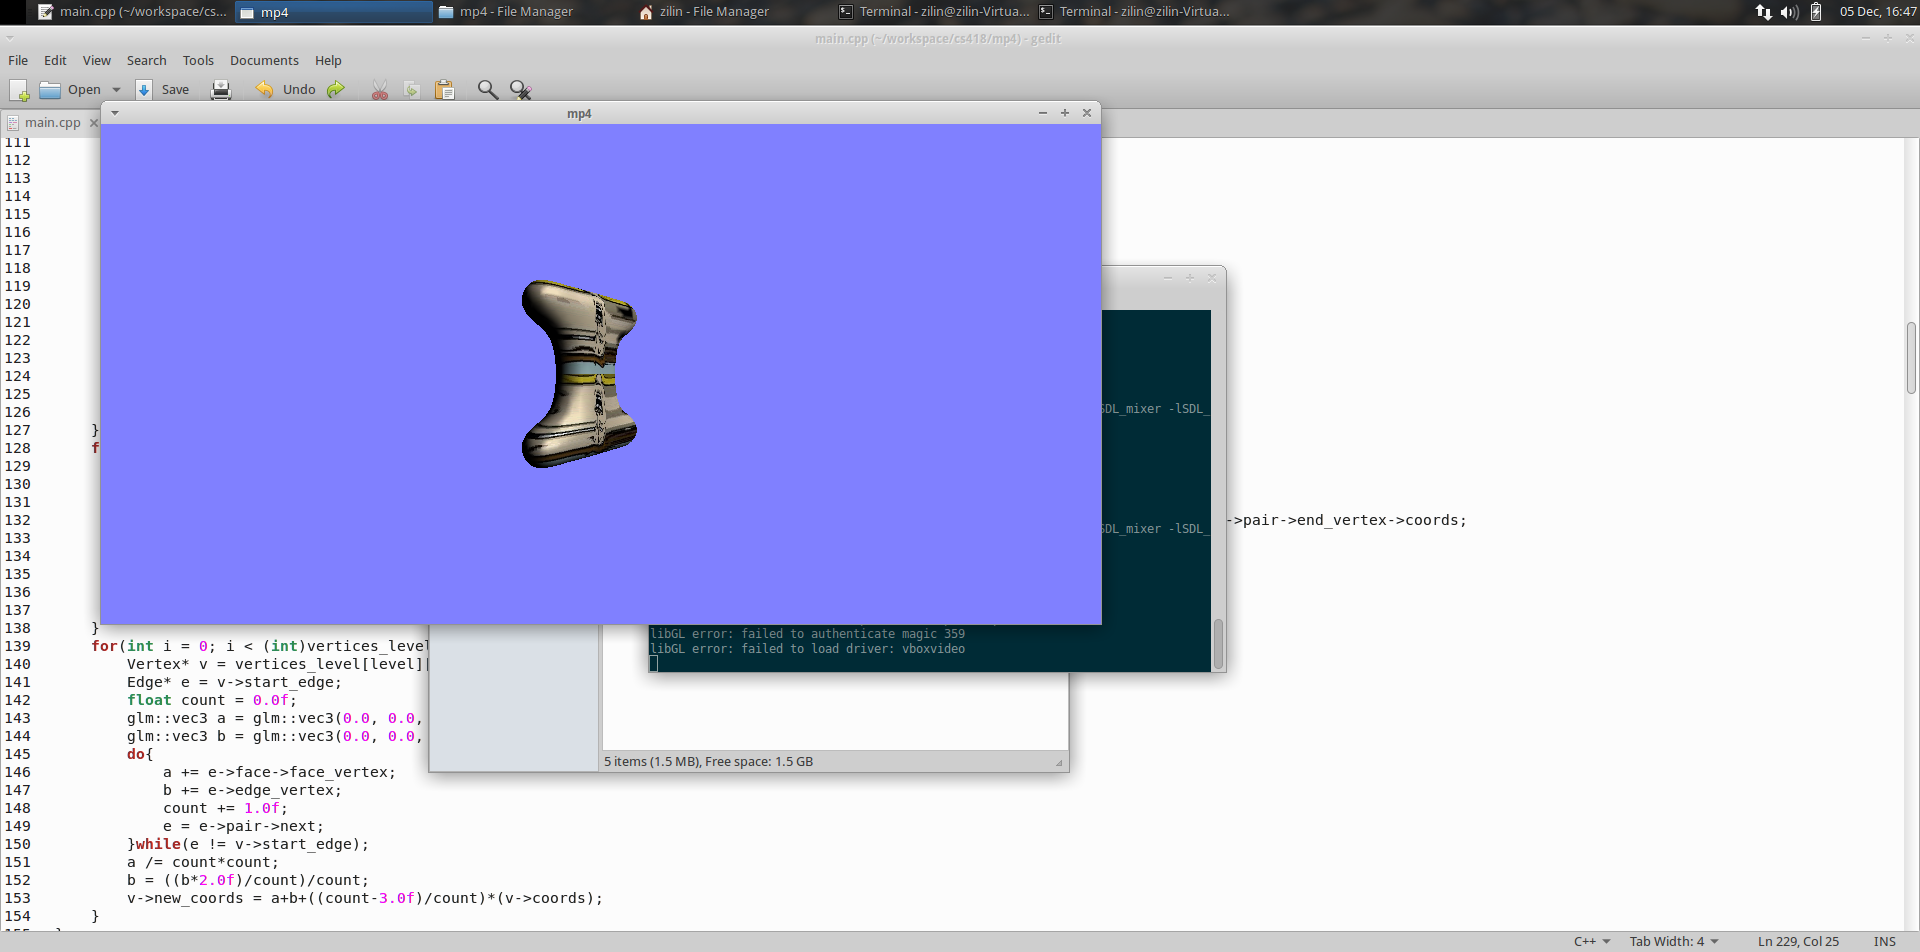 main.cpp (~/workspace/cs... mp4 mp4 - File Manager zilin - File Manager Terminal - zilin@zilin-Virtua... Terminal - zilin@zilin-Virtua... 05 Dec, 16:47
main.cpp (~/workspace/cs418/mp4) - gedit
File Edit View Search Tools Documents Help
Open Save Undo
mp4
main.cpp
111
112
113
114
115
116
117
118
119
120
121
122
123
124
125
126
127 }
128 f
129
130
131
132 ->pair->end_vertex->coords;
133
134
135
136
137
138 }
139 for(int i = 0; i < (int)vertices_level
140 Vertex* v = vertices_level[level]
141 Edge* e = v->start_edge;
142 float count = 0.0f;
143 glm::vec3 a = glm::vec3(0.0, 0.0,
144 glm::vec3 b = glm::vec3(0.0, 0.0,
145 do{
146 a += e->face->face_vertex;
147 b += e->edge_vertex;
148 count += 1.0f;
149 e = e->pair->next;
150 }while(e != v->start_edge);
151 a /= count*count;
152 b = ((b*2.0f)/count)/count;
153 v->new_coords = a+b+((count-3.0f)/count)*(v->coords);
154 }
SDL_mixer -lSDL_
SDL_mixer -lSDL_
libGL error: failed to authenticate magic 359
libGL error: failed to load driver: vboxvideo
5 items (1.5 MB), Free space: 1.5 GB
C++ Tab Width: 4 Ln 229, Col 25 INS